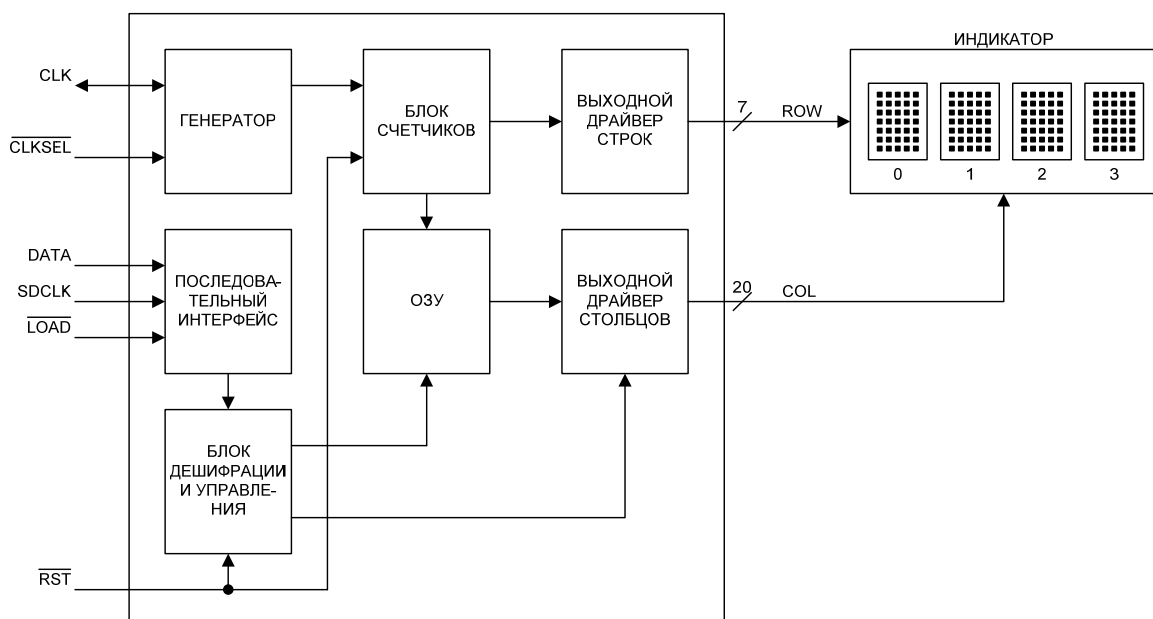 ИНДИКАТОР
CLK
CLKSEL
ГЕНЕРАТОР
БЛОК
СЧЕТЧИКОВ
ВЫХОДНОЙ
ДРАЙВЕР
СТРОК
7
ROW
0 1 2 3
DATA
SDCLK
LOAD
ПОСЛЕДОВА-
ТЕЛЬНЫЙ
ИНТЕРФЕЙС
ОЗУ
ВЫХОДНОЙ
ДРАЙВЕР
СТОЛБЦОВ
20
COL
БЛОК
ДЕШИФРАЦИИ
И УПРАВЛЕ-
НИЯ
RST